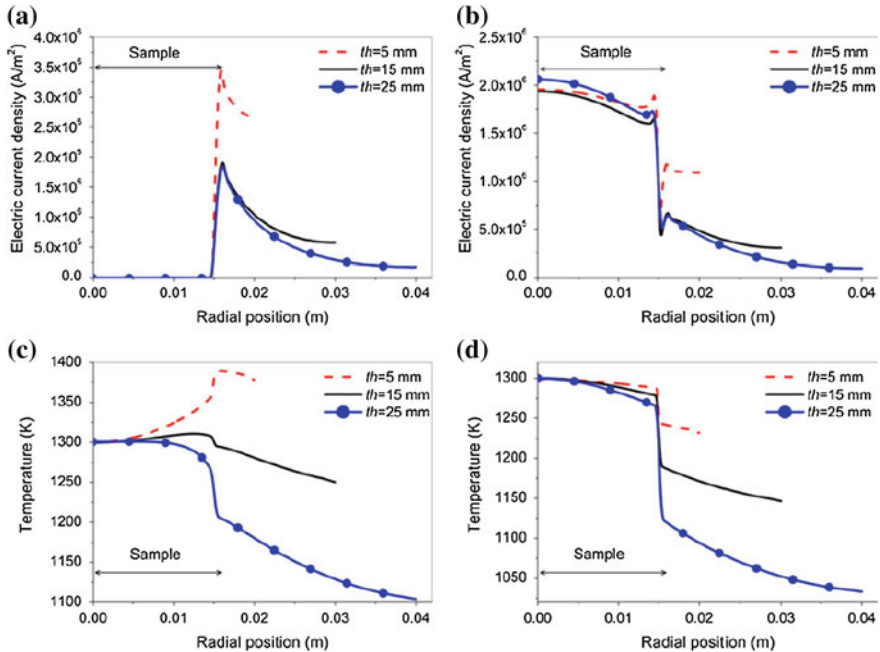 (a)
Electric current density (A/m²)
4.0x10⁶
3.5x10⁶
3.0x10⁶
2.5x10⁶
2.0x10⁶
1.5x10⁶
1.0x10⁶
5.0x10⁵
0.0
Sample
th=5 mm
th=15 mm
th=25 mm
0.00 0.01 0.02 0.03 0.04
Radial position (m)
(b)
Electric current density (A/m²)
2.5x10⁶
2.0x10⁶
1.5x10⁶
1.0x10⁶
5.0x10⁵
0.0
Sample
th=5 mm
th=15 mm
th=25 mm
0.00 0.01 0.02 0.03 0.04
Radial position (m)
(c)
Temperature (K)
1400
1350
1300
1250
1200
1150
1100
th=5 mm
th=15 mm
th=25 mm
Sample
0.00 0.01 0.02 0.03 0.04
Radial position (m)
(d)
Temperature (K)
1300
1250
1200
1150
1100
1050
th=5 mm
th=15 mm
th=25 mm
Sample
0.00 0.01 0.02 0.03 0.04
Radial position (m)